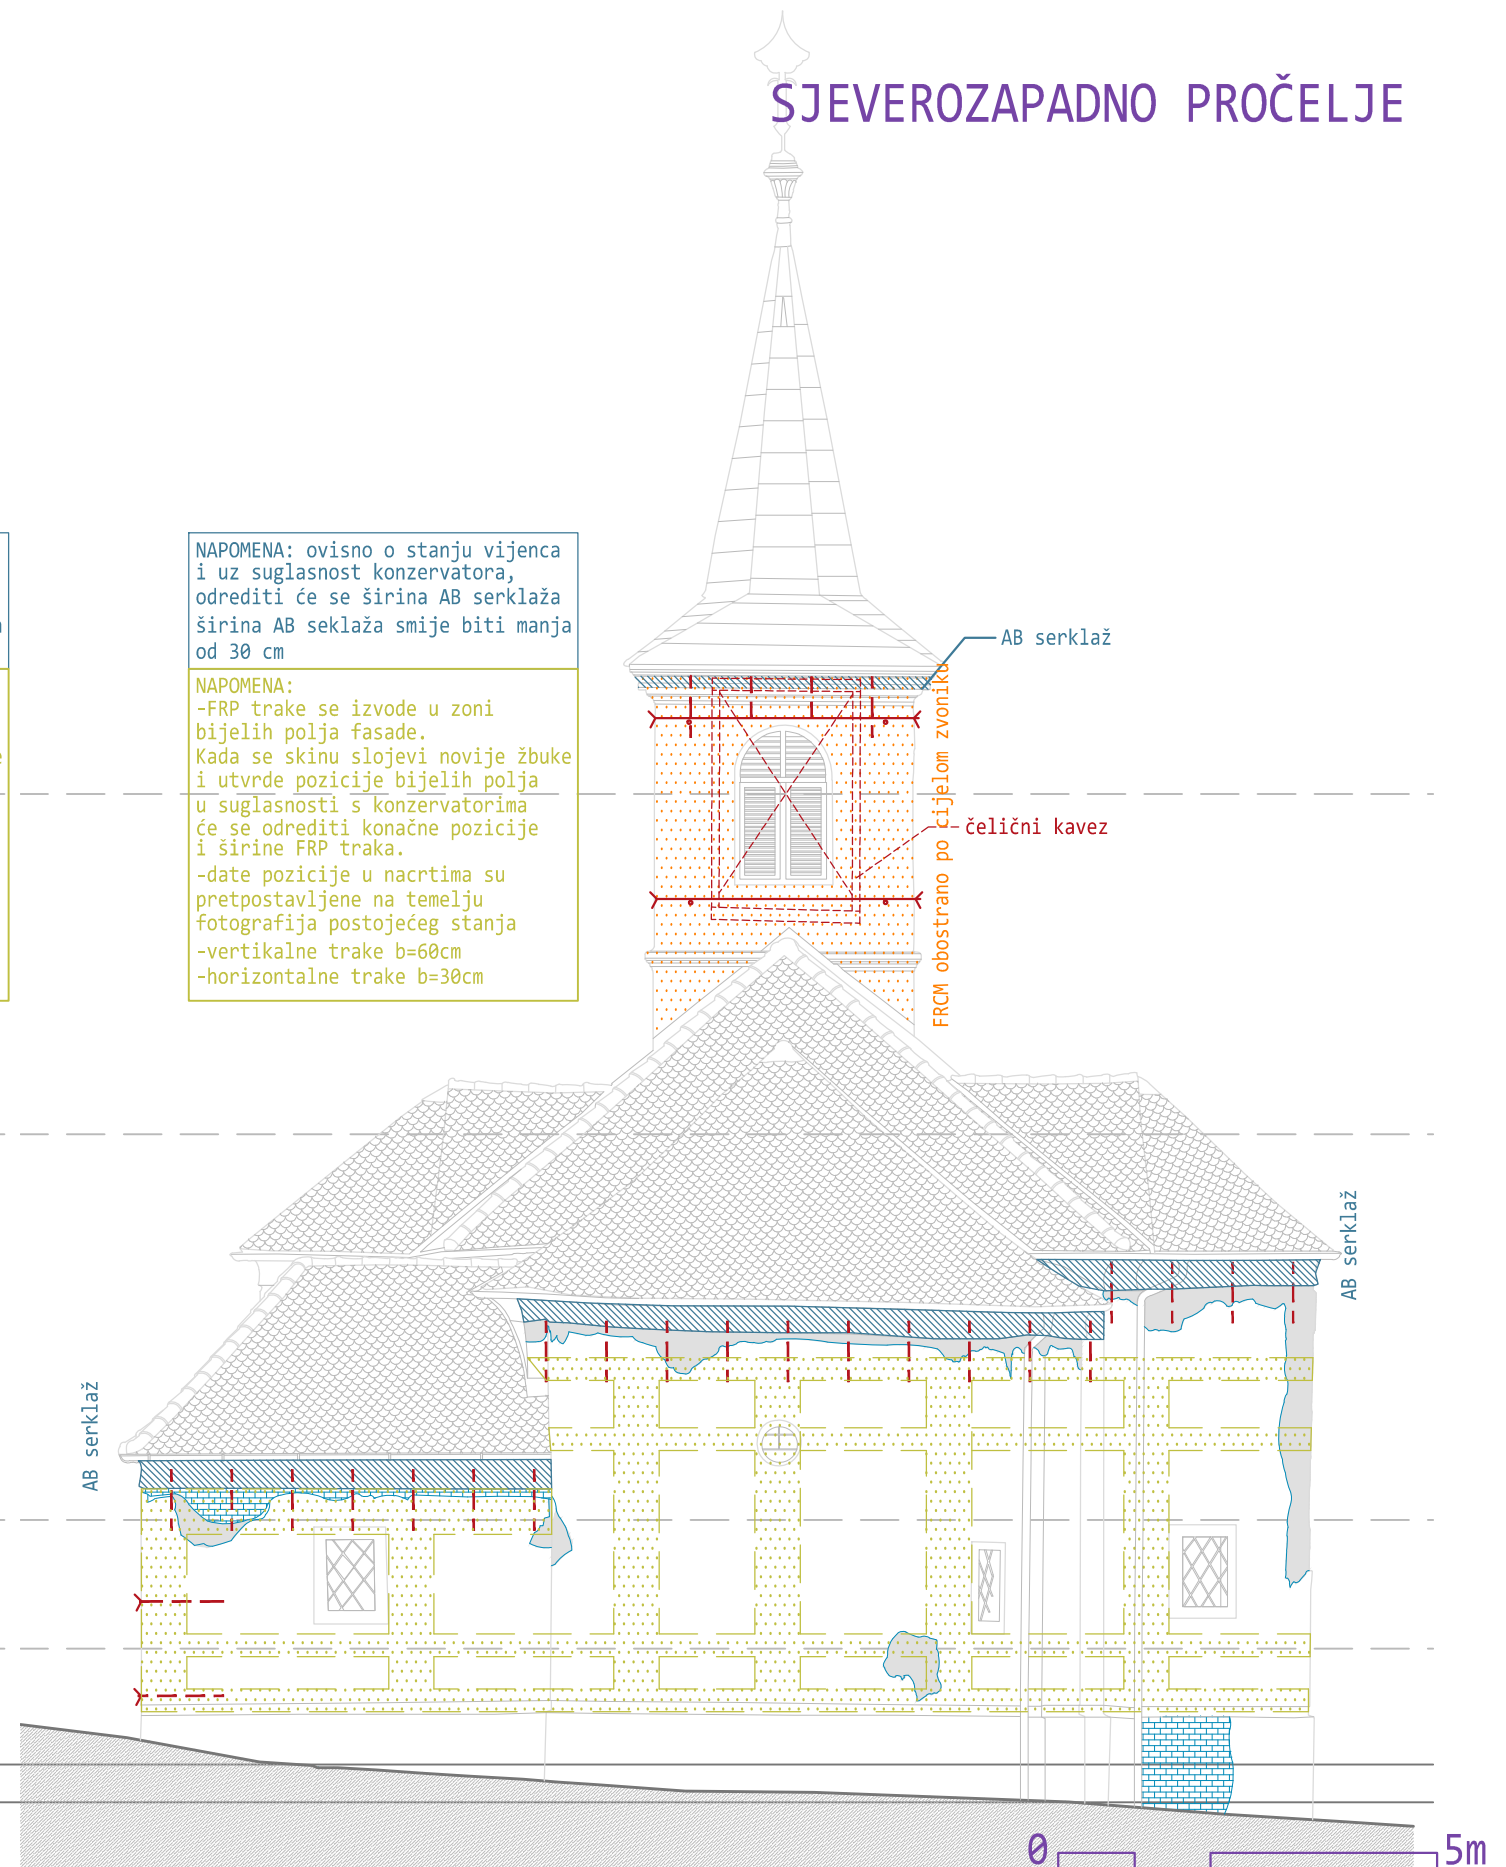 SJEVEROZAPADNO PROČELJE
NAPOMENA: ovisno o stanju vijenca
i uz suglasnost konzervatora,
odrediti će se širina AB serklaža
širina AB seklaža smije biti manja
od 30 cm
NAPOMENA:
-FRP trake se izvode u zoni
bijelih polja fasade.
Kada se skinu slojevi novije žbuke
i utvrde pozicije bijelih polja
u suglasnosti s konzervatorima
će se odrediti konačne pozicije
i širine FRP traka.
-date pozicije u nacrtima su
pretpostavljene na temelju
fotografija postojećeg stanja
-vertikalne trake b=60cm
-horizontalne trake b=30cm
AB serklaž
FRCM obostrano po cijelom zvoniku
čelični kavez
AB serklaž
AB serklaž
0
5m